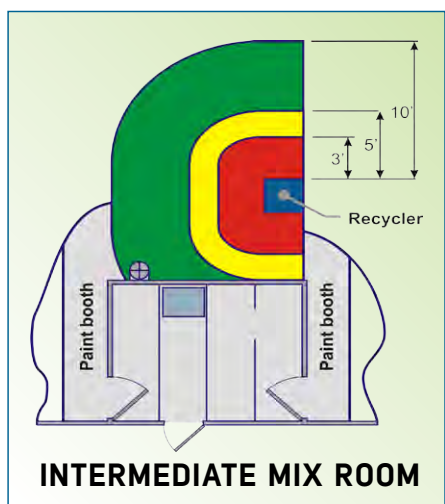 10'
5'
3'
Recycler
Paint booth
Paint booth
INTERMEDIATE MIX ROOM